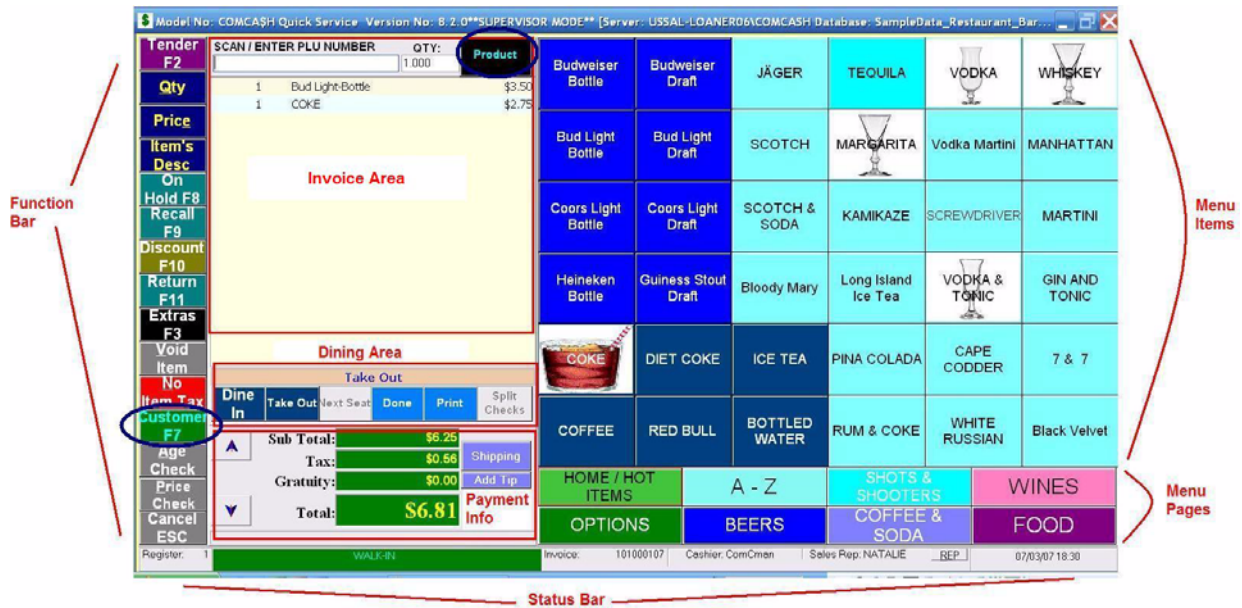 $ Model No: COMCA$H Quick Service Version No: 8.2.0**SUPERVISOR MODE** [Server: USSAL-LOANER06\COMCASH Database: SampleData_Restaurant_Bar...
Function
Bar
Tender
F2
Qty
Price
Item's
Desc
On
Hold F8
Recall
F9
Discount
F10
Return
F11
Extras
F3
Void
Item
No
Item Tax
Customer
F7
Age
Check
Price
Check
Cancel
ESC
SCAN / ENTER PLU NUMBER QTY:
1.000
Product
1 Bud Light-Bottle $3.50
1 COKE $2.75
Invoice Area
Dining Area
Take Out
Dine
In
Take Out
Next Seat
Done
Print
Split
Checks
Sub Total: $6.25
Tax: $0.56
Gratuity: $0.00
Total: $6.81
Shipping
Add Tip
Payment
Info
Budweiser
Bottle
Budweiser
Draft
JÄGER
TEQUILA
VODKA
WHISKEY
Bud Light
Bottle
Bud Light
Draft
SCOTCH
MARGARITA
Vodka Martini
MANHATTAN
Coors Light
Bottle
Coors Light
Draft
SCOTCH &
SODA
KAMIKAZE
SCREWDRIVER
MARTINI
Heineken
Bottle
Guiness Stout
Draft
Bloody Mary
Long Island
Ice Tea
VODKA &
TONIC
GIN AND
TONIC
COKE
DIET COKE
ICE TEA
PINA COLADA
CAPE
CODDER
7 & 7
COFFEE
RED BULL
BOTTLED
WATER
RUM & COKE
WHITE
RUSSIAN
Black Velvet
Menu
Items
HOME / HOT
ITEMS
A - Z
SHOTS &
SHOOTERS
WINES
OPTIONS
BEERS
COFFEE &
SODA
FOOD
Menu
Pages
Register: 1 WALK-IN Invoice: 101000107 Cashier: ComCman Sales Rep: NATALIE REP 07/03/07 18:30
Status Bar